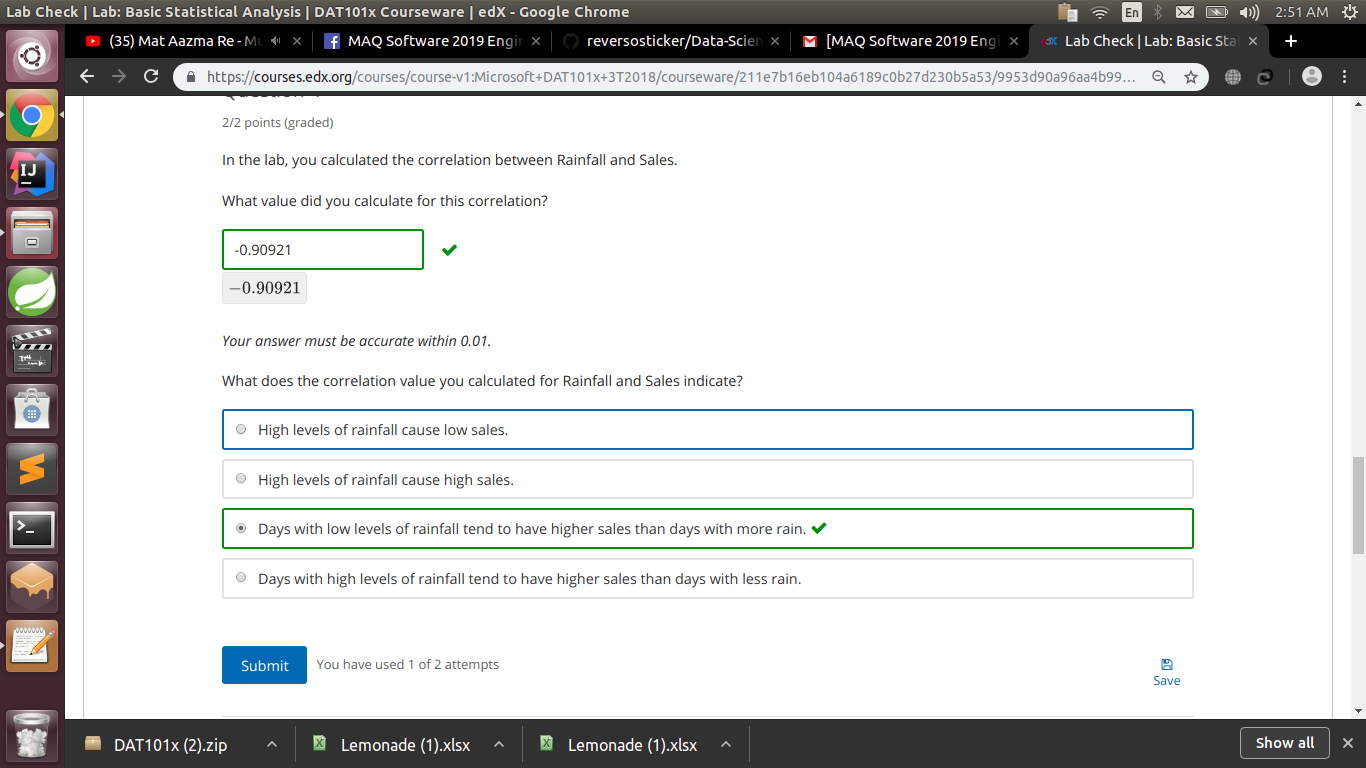 Lab Check | Lab: Basic Statistical Analysis | DAT101x Courseware | edX - Google Chrome
En
2:51 AM
(35) Mat Aazma Re - Mu
MAQ Software 2019 Engir
reversosticker/Data-Scien
[MAQ Software 2019 Engi
Lab Check | Lab: Basic Sta
https://courses.edx.org/courses/course-v1:Microsoft+DAT101x+3T2018/courseware/211e7b16eb104a6189c0b27d230b5a53/9953d90a96aa4b99...
2/2 points (graded)
In the lab, you calculated the correlation between Rainfall and Sales.
What value did you calculate for this correlation?
-0.90921
−0.90921
Your answer must be accurate within 0.01.
What does the correlation value you calculated for Rainfall and Sales indicate?
High levels of rainfall cause low sales.
High levels of rainfall cause high sales.
Days with low levels of rainfall tend to have higher sales than days with more rain.
Days with high levels of rainfall tend to have higher sales than days with less rain.
Submit
You have used 1 of 2 attempts
Save
DAT101x (2).zip
Lemonade (1).xlsx
Lemonade (1).xlsx
Show all